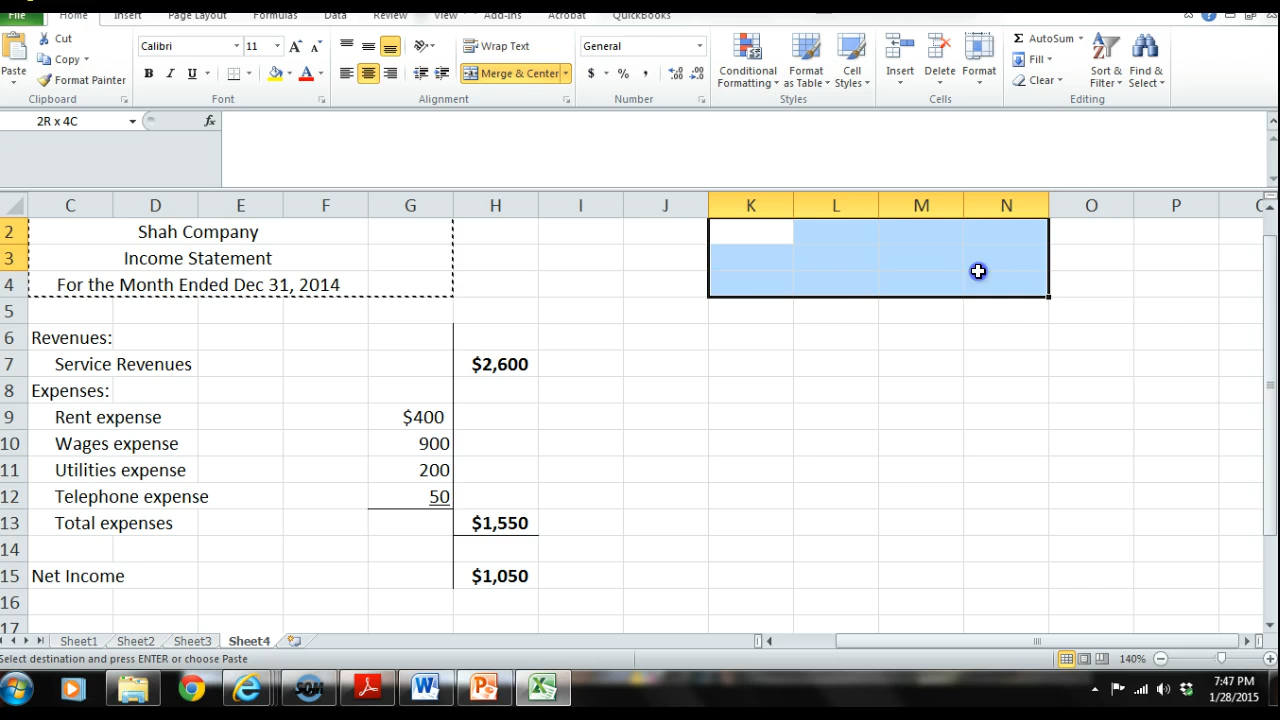 File Home Insert Page Layout Formulas Data Review View Add-Ins Acrobat QuickBooks
Paste Cut Copy Format Painter Clipboard
Calibri 11 A A B I U A Font
Wrap Text Merge & Center Alignment
General $ % , Number
Conditional Formatting Format as Table Cell Styles Styles
Insert Delete Format Cells
Σ AutoSum Fill Clear Sort & Filter Find & Select Editing
2R x 4C fx
C D E F G H I J K L M N O P
2 Shah Company
3 Income Statement
4 For the Month Ended Dec 31, 2014
5
6 Revenues:
7 Service Revenues $2,600
8 Expenses:
9 Rent expense $400
10 Wages expense 900
11 Utilities expense 200
12 Telephone expense 50
13 Total expenses $1,550
14
15 Net Income $1,050
16
17
Sheet1 Sheet2 Sheet3 Sheet4
Select destination and press ENTER or choose Paste 140%
SDM W P X 7:47 PM
1/28/2015